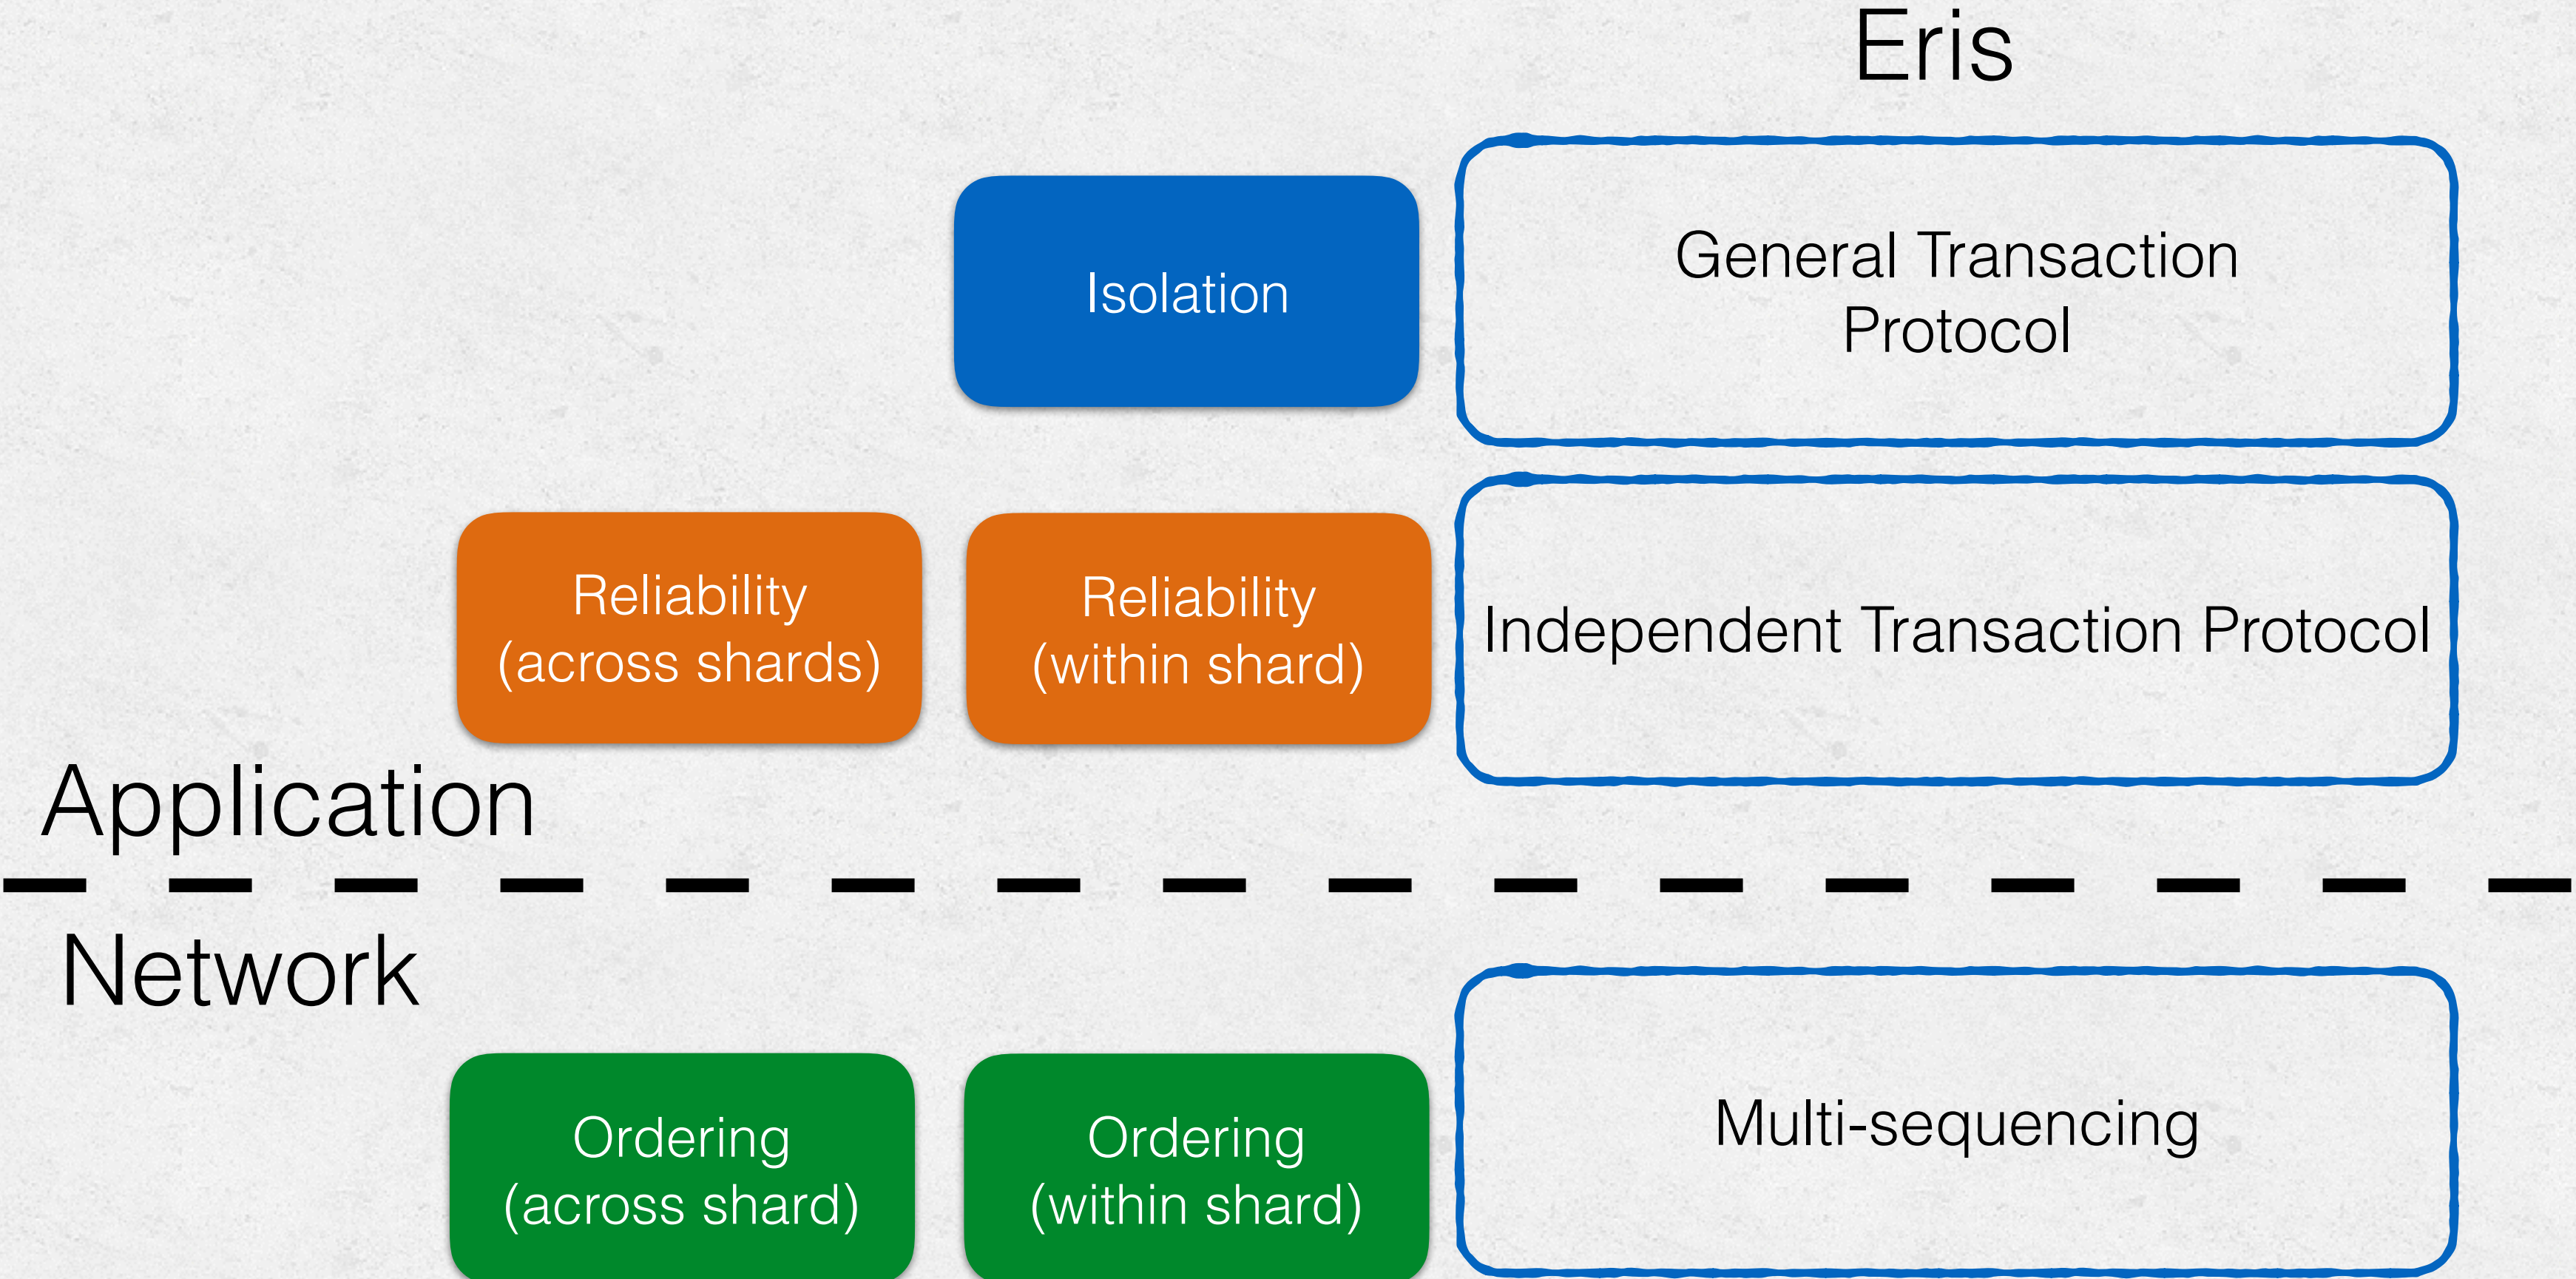 Eris
Isolation
General Transaction
Protocol
Reliability
(across shards)
Reliability
(within shard)
Independent Transaction Protocol
Application
Network
Ordering
(across shard)
Ordering
(within shard)
Multi-sequencing